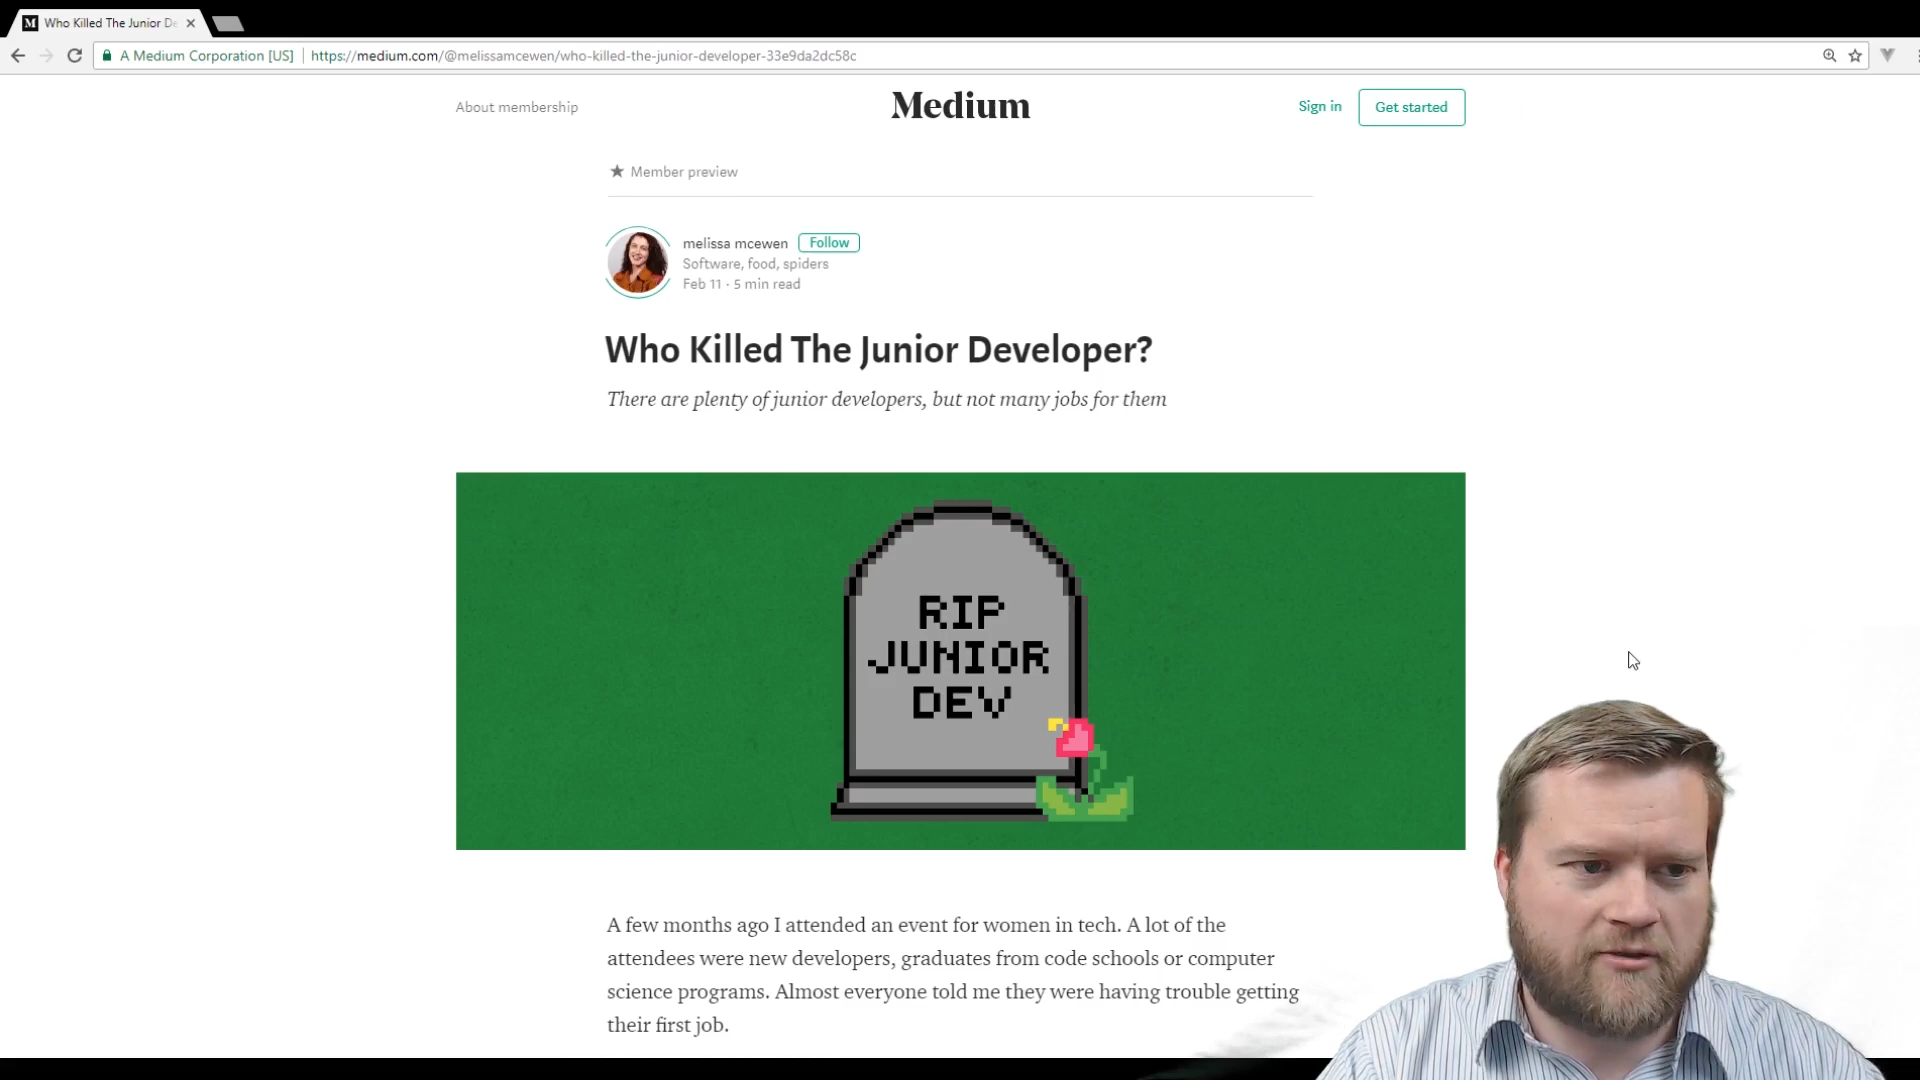 Who Killed The Junior De
A Medium Corporation [US]
https://medium.com/@melissamcewen/who-killed-the-junior-developer-33e9da2dc58c
About membership
Medium
Sign in
Get started
★ Member preview
melissa mcewen
Follow
Software, food, spiders
Feb 11 · 5 min read
Who Killed The Junior Developer?
There are plenty of junior developers, but not many jobs for them
RIP
JUNIOR
DEV
A few months ago I attended an event for women in tech. A lot of the
attendees were new developers, graduates from code schools or computer
science programs. Almost everyone told me they were having trouble getting
their first job.